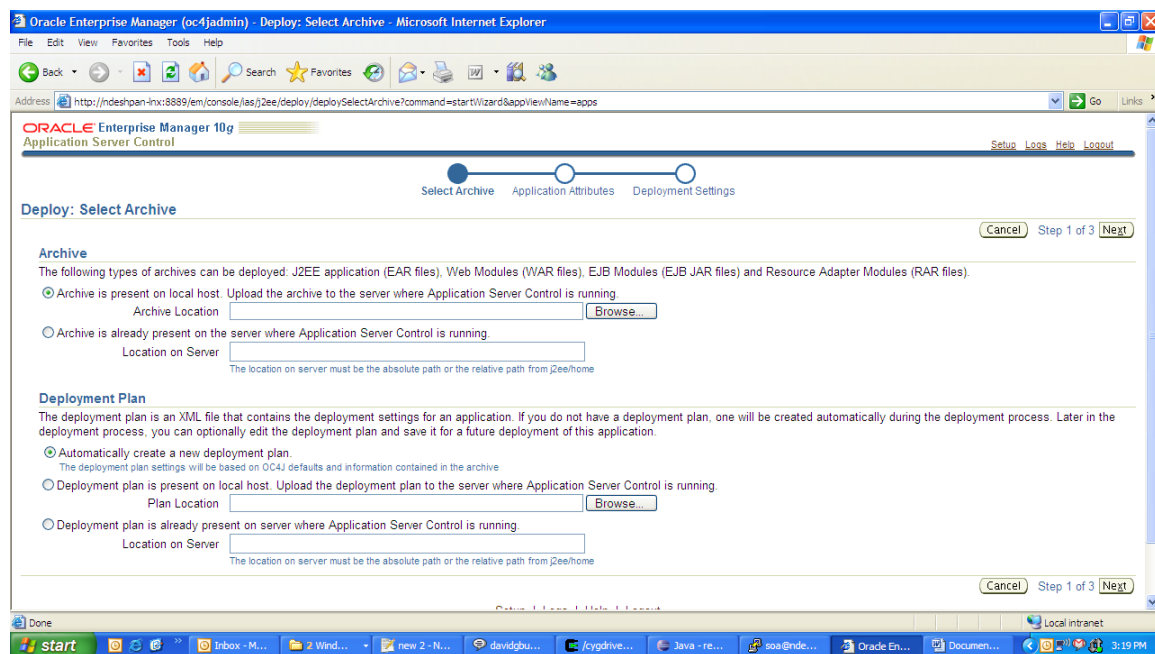 Oracle Enterprise Manager (oc4jadmin) - Deploy: Select Archive - Microsoft Internet Explorer
File Edit View Favorites Tools Help
Back Search Favorites
Address http://ndeshpan-lnx:8889/em/console/ias/j2ee/deploy/deploySelectArchive?command=startWizard&appViewName=apps Go Links
ORACLE Enterprise Manager 10g
Application Server Control
Setup Logs Help Logout
Select Archive Application Attributes Deployment Settings
Deploy: Select Archive
Cancel Step 1 of 3 Next
Archive
The following types of archives can be deployed: J2EE application (EAR files), Web Modules (WAR files), EJB Modules (EJB JAR files) and Resource Adapter Modules (RAR files).
Archive is present on local host. Upload the archive to the server where Application Server Control is running.
Archive Location Browse...
Archive is already present on the server where Application Server Control is running.
Location on Server
The location on server must be the absolute path or the relative path from j2ee/home
Deployment Plan
The deployment plan is an XML file that contains the deployment settings for an application. If you do not have a deployment plan, one will be created automatically during the deployment process. Later in the
deployment process, you can optionally edit the deployment plan and save it for a future deployment of this application.
Automatically create a new deployment plan.
The deployment plan settings will be based on OC4J defaults and information contained in the archive
Deployment plan is present on local host. Upload the deployment plan to the server where Application Server Control is running.
Plan Location Browse...
Deployment plan is already present on server where Application Server Control is running.
Location on Server
The location on server must be the absolute path or the relative path from j2ee/home
Cancel Step 1 of 3 Next
Setup | Logs | Help | Logout
Done Local intranet
start Inbox - M... 2 Wind... new 2 - N... davidgbu... /cygdrive... Java - re... soa@nde... Oracle En... Documen... 3:19 PM